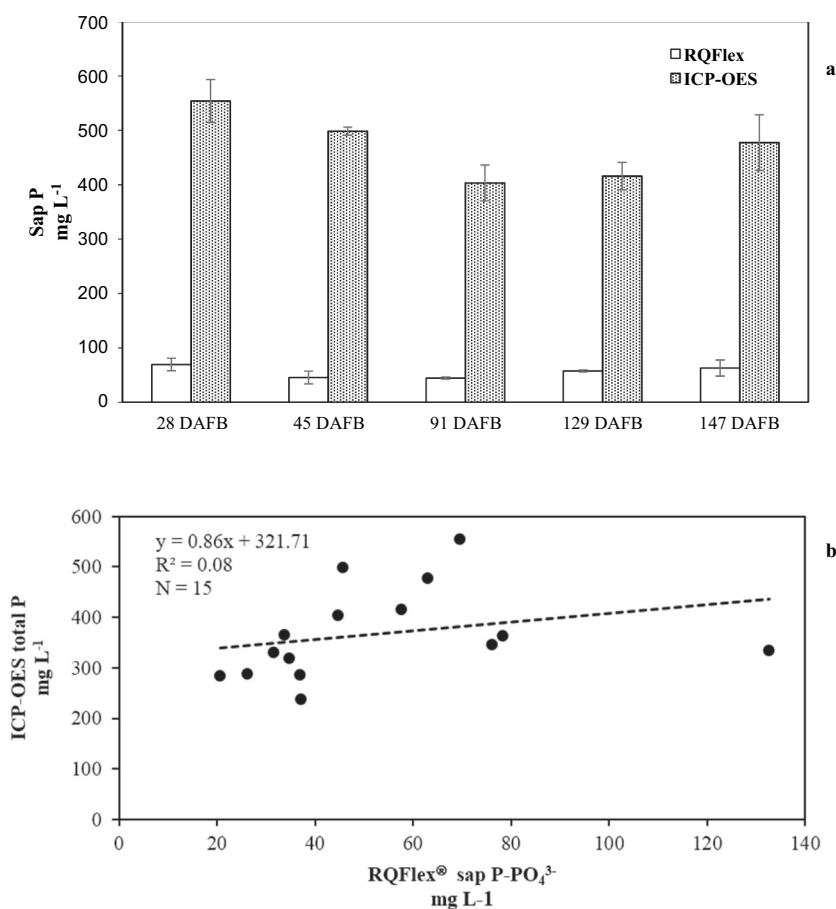 700
600
500
400
300
200
100
0
Sap P
mg L-1
RQFlex
ICP-OES
a
28 DAFB 45 DAFB 91 DAFB 129 DAFB 147 DAFB
600
500
400
300
200
100
0
ICP-OES total P
mg L-1
y = 0.86x + 321.71
R² = 0.08
N = 15
b
0 20 40 60 80 100 120 140
RQFlex® sap P-PO₄³⁻
mg L-1